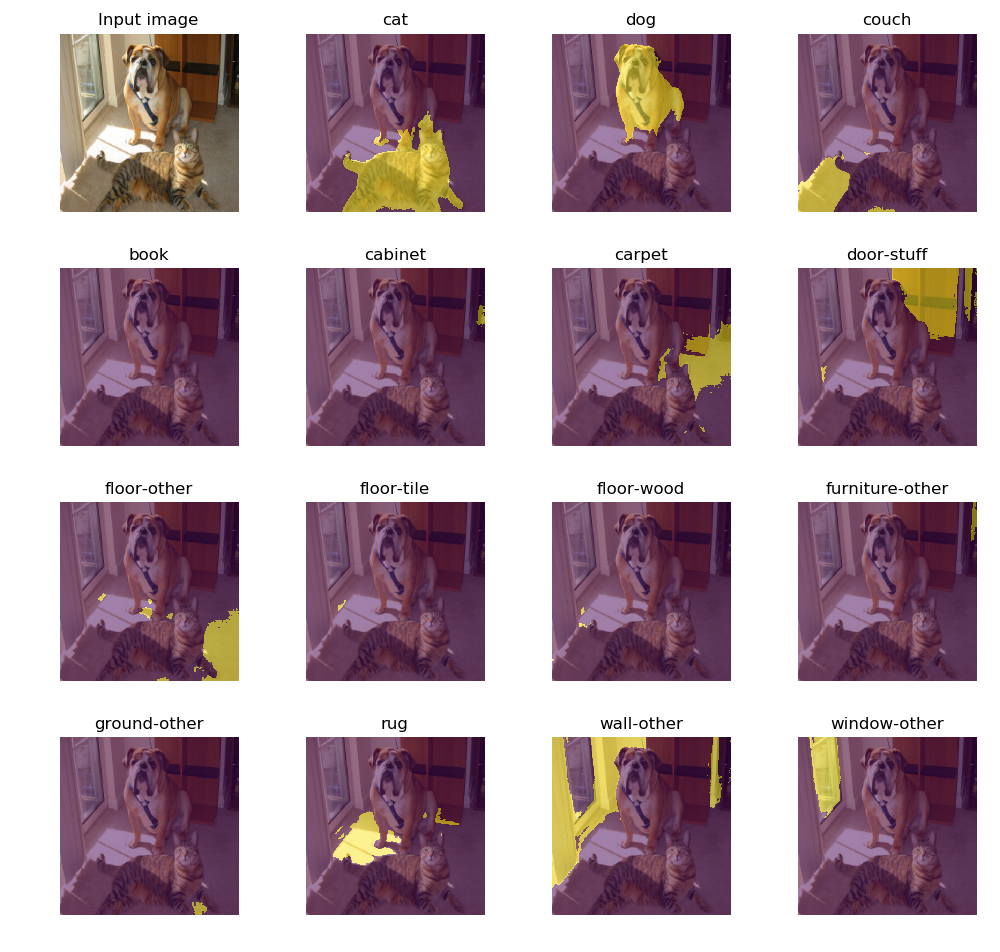 Input image
cat
dog
couch
book
cabinet
carpet
door-stuff
floor-other
floor-tile
floor-wood
furniture-other
ground-other
rug
wall-other
window-other